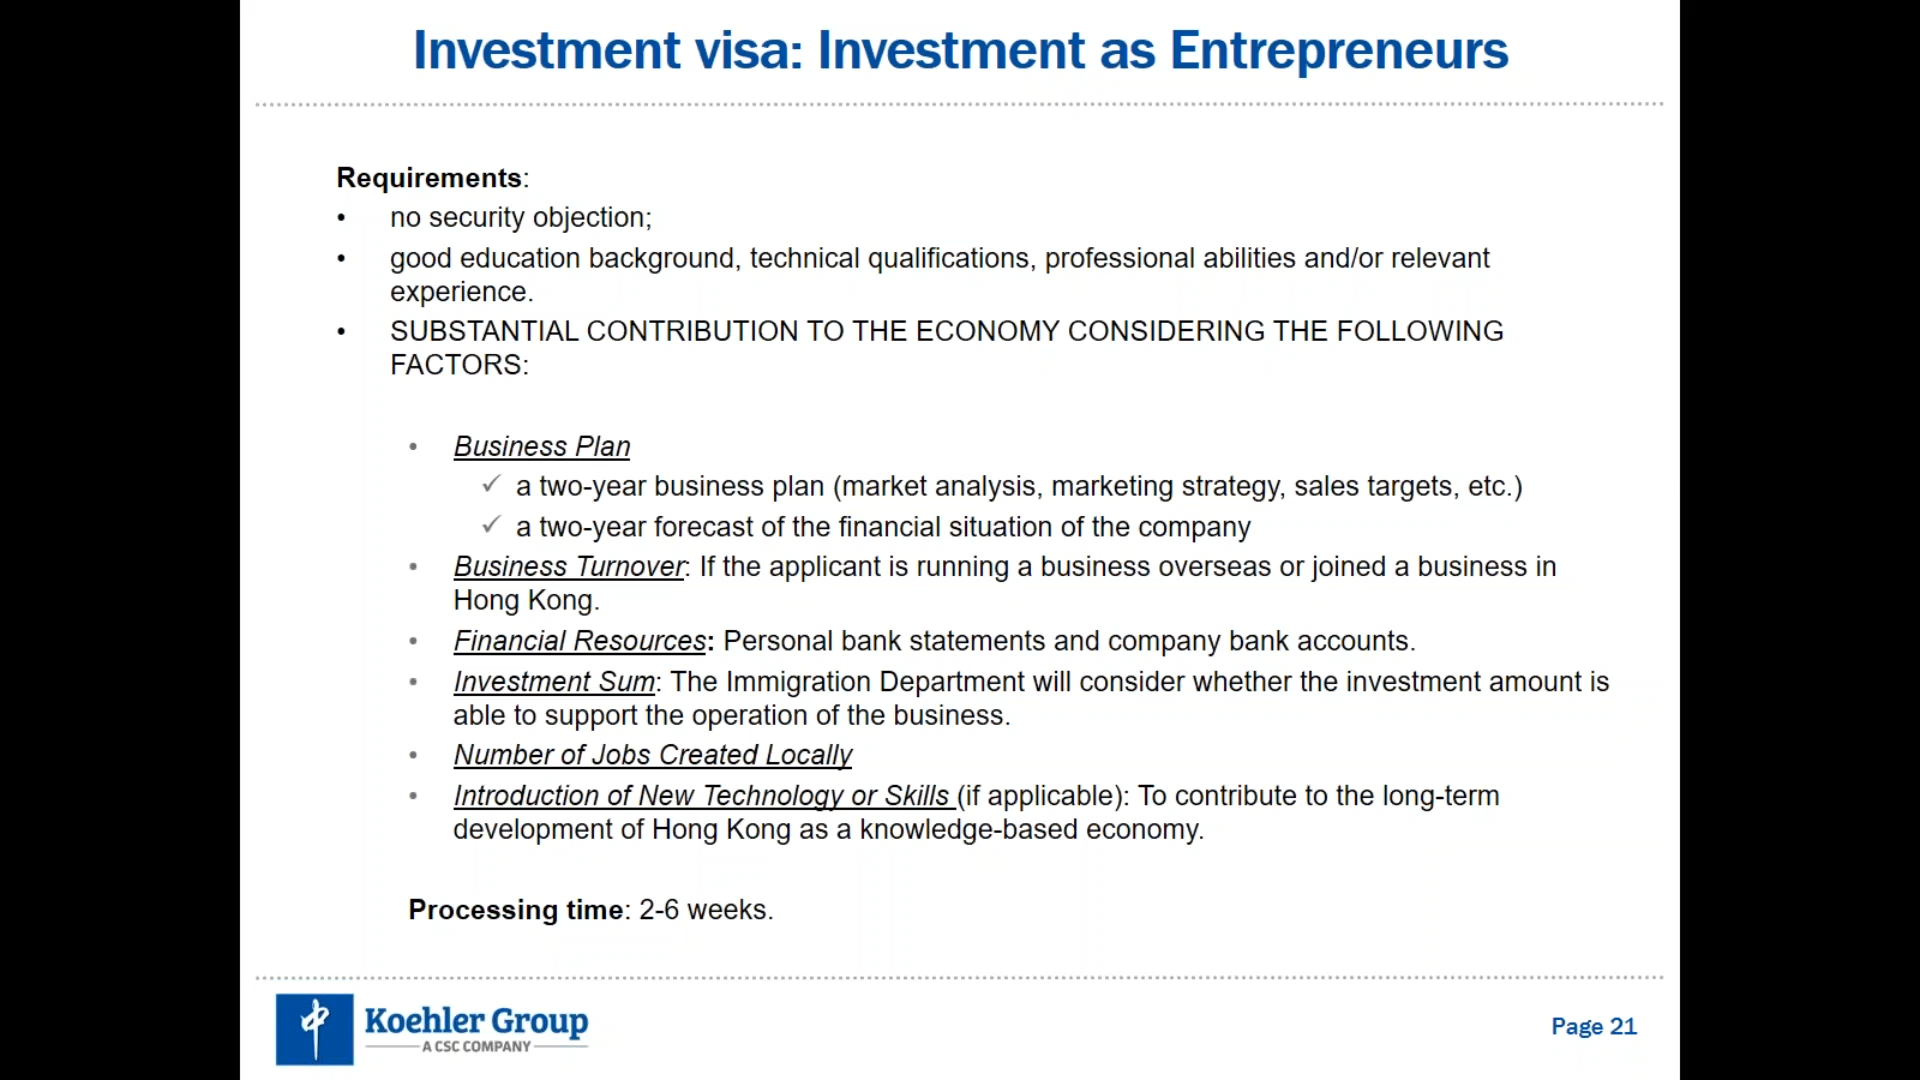 Investment visa: Investment as Entrepreneurs
Requirements:
• no security objection;
• good education background, technical qualifications, professional abilities and/or relevant
experience.
• SUBSTANTIAL CONTRIBUTION TO THE ECONOMY CONSIDERING THE FOLLOWING
FACTORS:
• Business Plan
✓ a two-year business plan (market analysis, marketing strategy, sales targets, etc.)
✓ a two-year forecast of the financial situation of the company
• Business Turnover: If the applicant is running a business overseas or joined a business in
Hong Kong.
• Financial Resources: Personal bank statements and company bank accounts.
• Investment Sum: The Immigration Department will consider whether the investment amount is
able to support the operation of the business.
• Number of Jobs Created Locally
• Introduction of New Technology or Skills (if applicable): To contribute to the long-term
development of Hong Kong as a knowledge-based economy.
Processing time: 2-6 weeks.
Koehler Group
A CSC COMPANY
Page 21